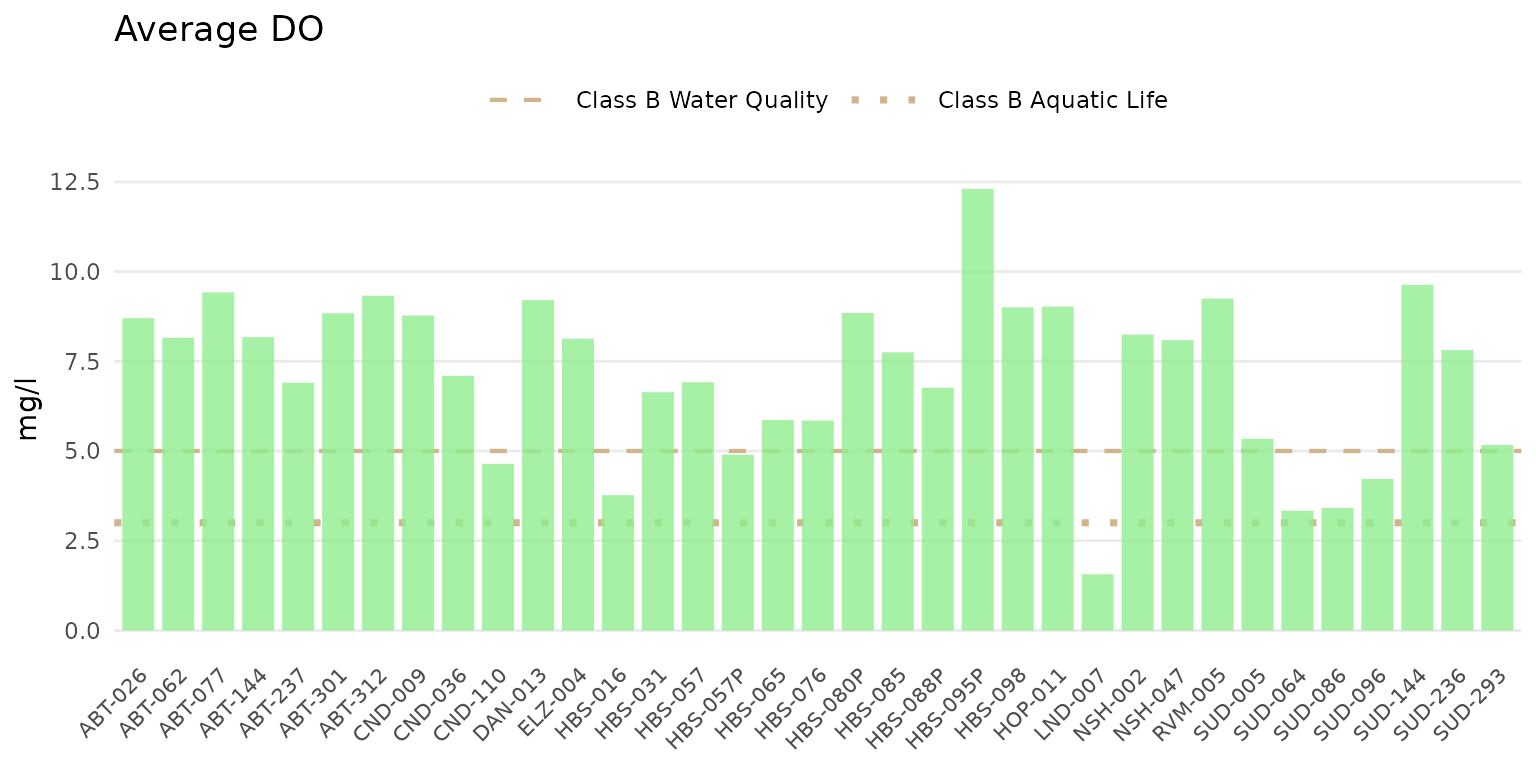 Average DO
Class B Water Quality
Class B Aquatic Life
mg/l
12.5
10.0
7.5
5.0
2.5
0.0
ABT-026
ABT-062
ABT-077
ABT-144
ABT-237
ABT-301
ABT-312
CND-009
CND-036
CND-110
DAN-013
ELZ-004
HBS-016
HBS-031
HBS-057
HBS-057P
HBS-065
HBS-076
HBS-080P
HBS-085
HBS-088P
HBS-095P
HBS-098
HOP-011
LND-007
NSH-002
NSH-047
RVM-005
SUD-005
SUD-064
SUD-086
SUD-096
SUD-144
SUD-236
SUD-293